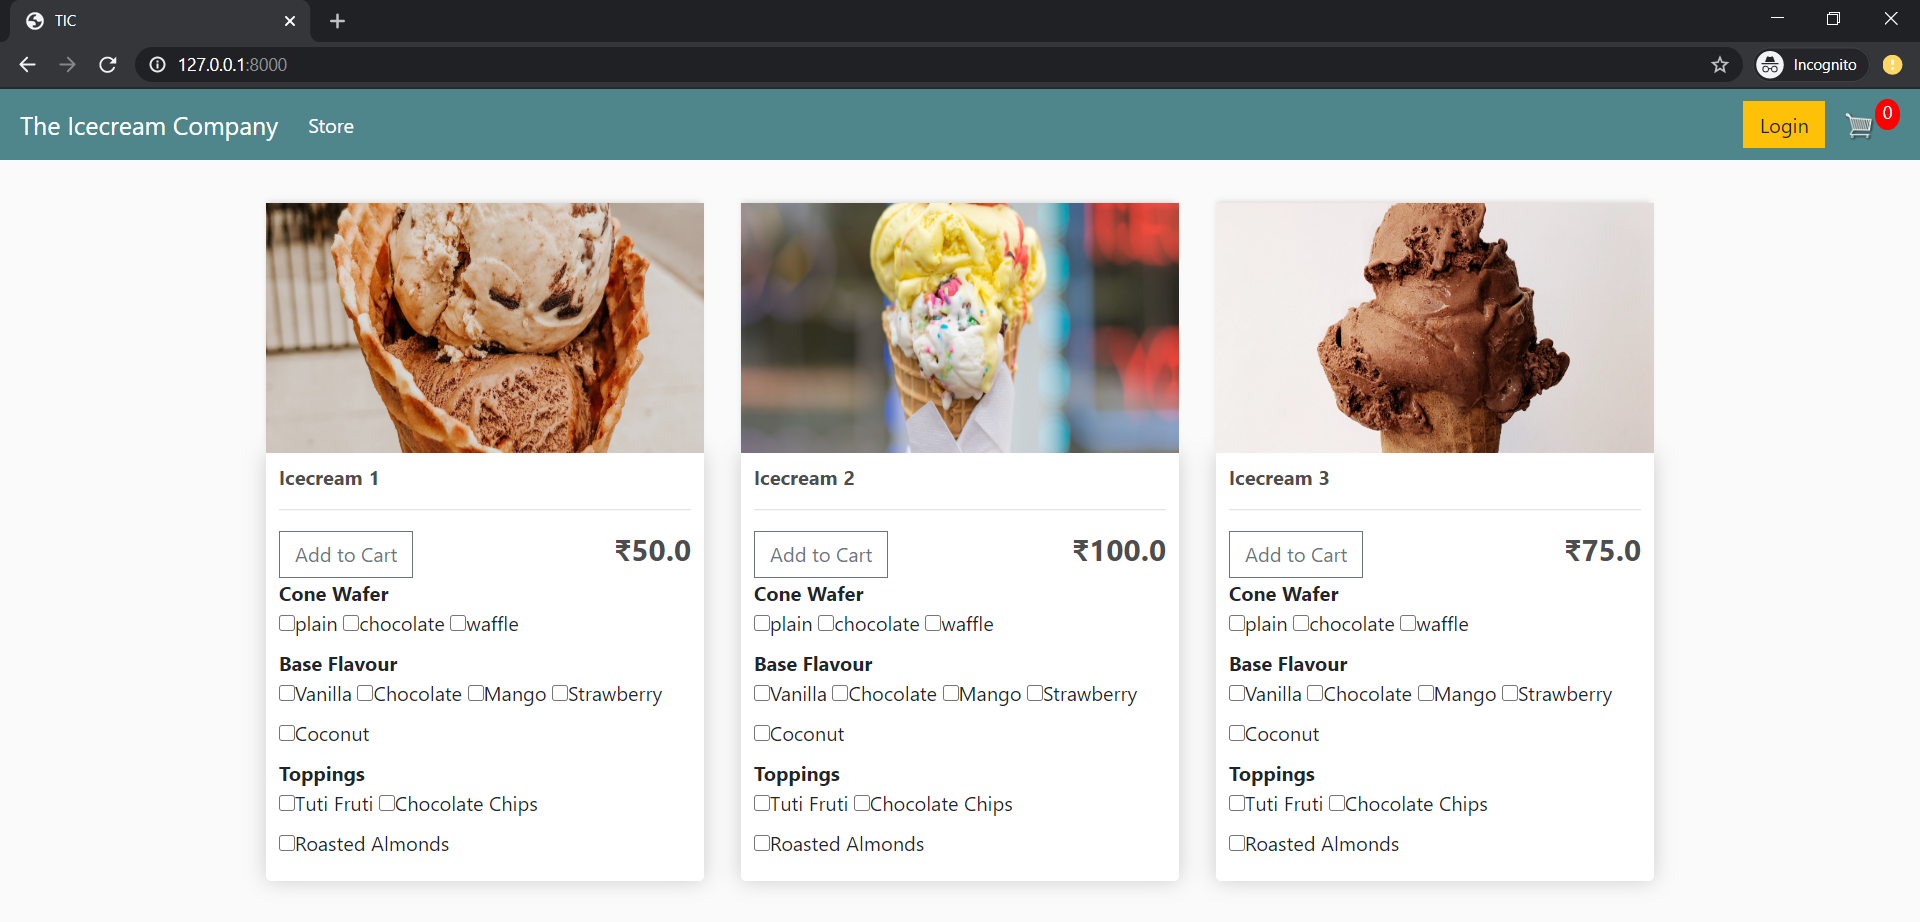 TIC
127.0.0.1:8000
Incognito
The Icecream Company Store Login 0
Icecream 1
Add to Cart ₹50.0
Cone Wafer
plain chocolate waffle
Base Flavour
Vanilla Chocolate Mango Strawberry
Coconut
Toppings
Tuti Fruti Chocolate Chips
Roasted Almonds
Icecream 2
Add to Cart ₹100.0
Cone Wafer
plain chocolate waffle
Base Flavour
Vanilla Chocolate Mango Strawberry
Coconut
Toppings
Tuti Fruti Chocolate Chips
Roasted Almonds
Icecream 3
Add to Cart ₹75.0
Cone Wafer
plain chocolate waffle
Base Flavour
Vanilla Chocolate Mango Strawberry
Coconut
Toppings
Tuti Fruti Chocolate Chips
Roasted Almonds